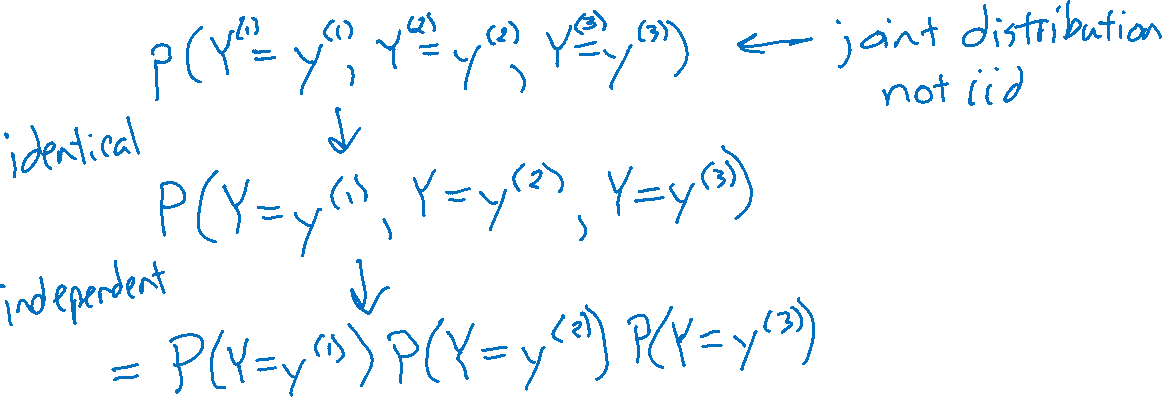 P(Y⁽¹⁾=y⁽¹⁾, Y⁽²⁾=y⁽²⁾, Y⁽³⁾=y⁽³⁾) ← joint distribution
not iid
identical ↓
P(Y=y⁽¹⁾, Y=y⁽²⁾, Y=y⁽³⁾)
independent ↓
= P(Y=y⁽¹⁾) P(Y=y⁽²⁾) P(Y=y⁽³⁾)